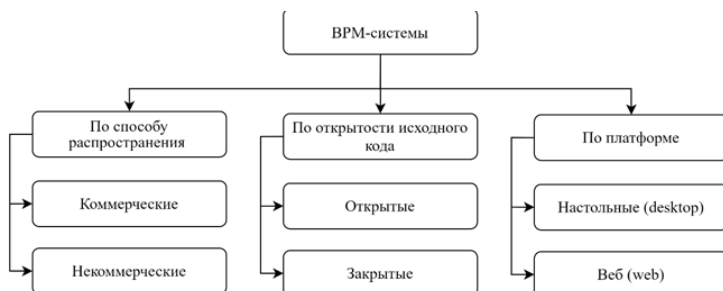 BPM-системы
По способу
распространения
По открытости исходного
кода
По платформе
Коммерческие
Открытые
Настольные (desktop)
Некоммерческие
Закрытые
Веб (web)